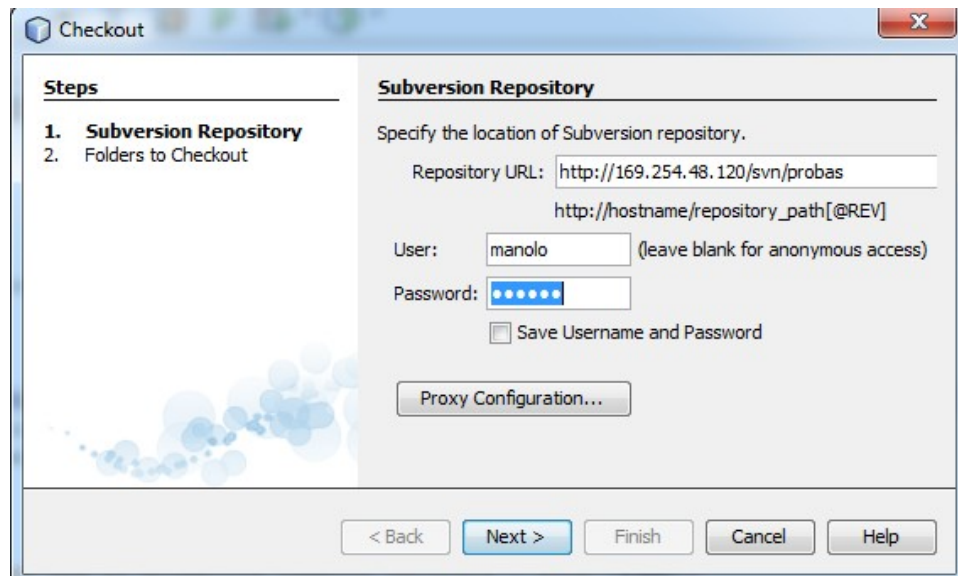 Checkout
Steps
1. Subversion Repository
2. Folders to Checkout
Subversion Repository
Specify the location of Subversion repository.
Repository URL: http://169.254.48.120/svn/probas
http://hostname/repository_path[@REV]
User: manolo (leave blank for anonymous access)
Password: ●●●●●●
Save Username and Password
Proxy Configuration...
< Back Next > Finish Cancel Help